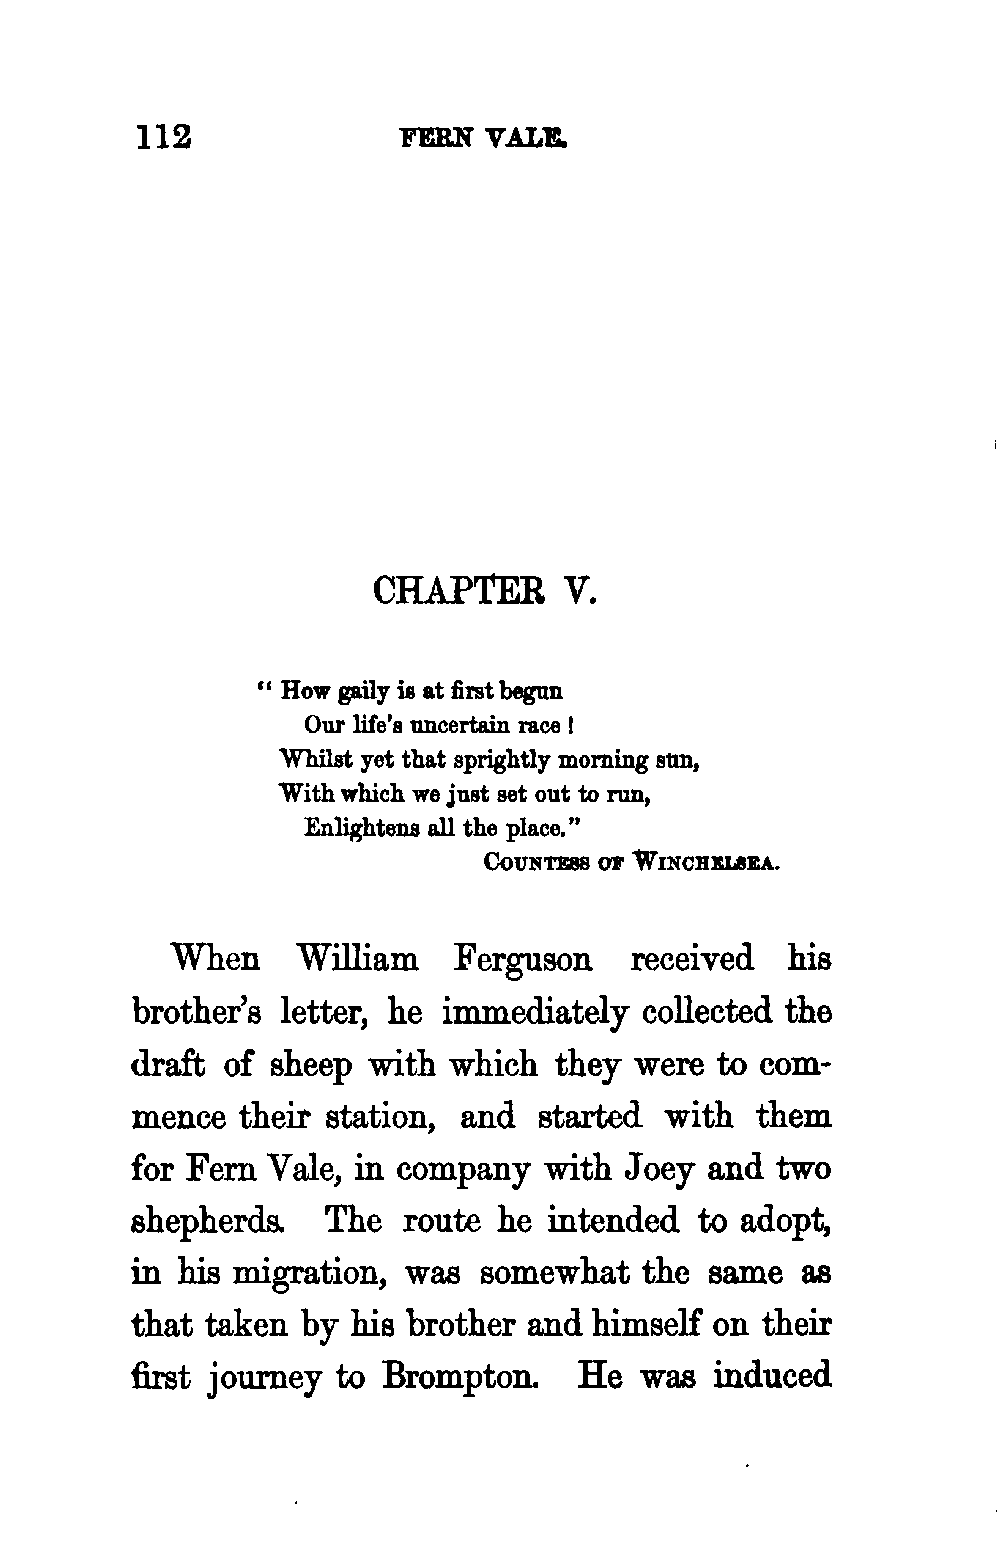 112 FERN VALE.
CHAPTER V.
" How gaily is at first begun
Our life's uncertain race !
Whilst yet that sprightly morning sun,
With which we just set out to run,
Enlightens all the place."
COUNTESS OF WINCHELSEA.
When William Ferguson received his
brother's letter, he immediately collected the
draft of sheep with which they were to com-
mence their station, and started with them
for Fern Vale, in company with Joey and two
shepherds. The route he intended to adopt,
in his migration, was somewhat the same as
that taken by his brother and himself on their
first journey to Brompton. He was induced